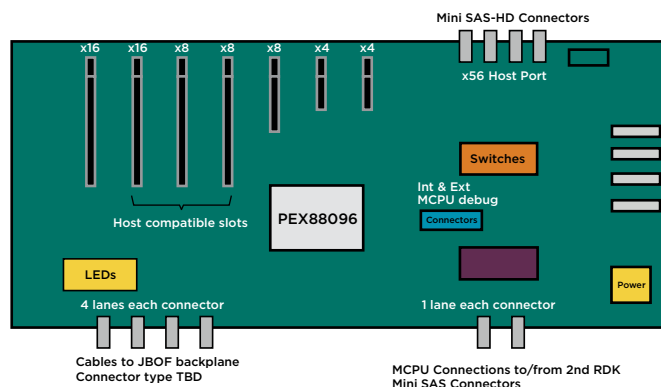 Mini SAS-HD Connectors
x16 x16 x8 x8 x8 x4 x4
x56 Host Port
Switches
Int & Ext
MCPU debug
Connectors
PEX88096
Host compatible slots
LEDs
Power
4 lanes each connector
1 lane each connector
Cables to JBOF backplane
Connector type TBD
MCPU Connections to/from 2nd RDK
Mini SAS Connectors